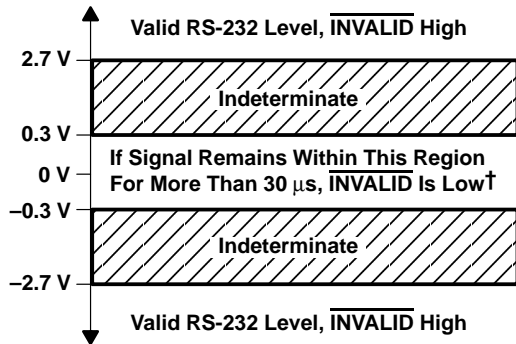 Valid RS-232 Level, INVALID High
2.7 V
Indeterminate
0.3 V
If Signal Remains Within This Region
0 V
For More Than 30 μs, INVALID Is Low†
–0.3 V
Indeterminate
–2.7 V
Valid RS-232 Level, INVALID High